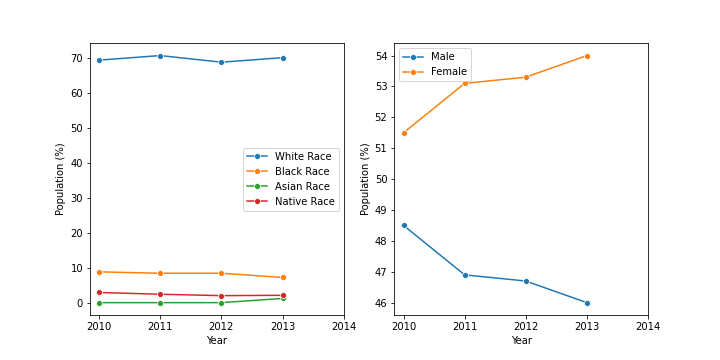 70
60
50
40
30
20
10
0
Population (%)
2010 2011 2012 2013 2014
Year
White Race
Black Race
Asian Race
Native Race
54
53
52
51
50
49
48
47
46
Population (%)
2010 2011 2012 2013 2014
Year
Male
Female